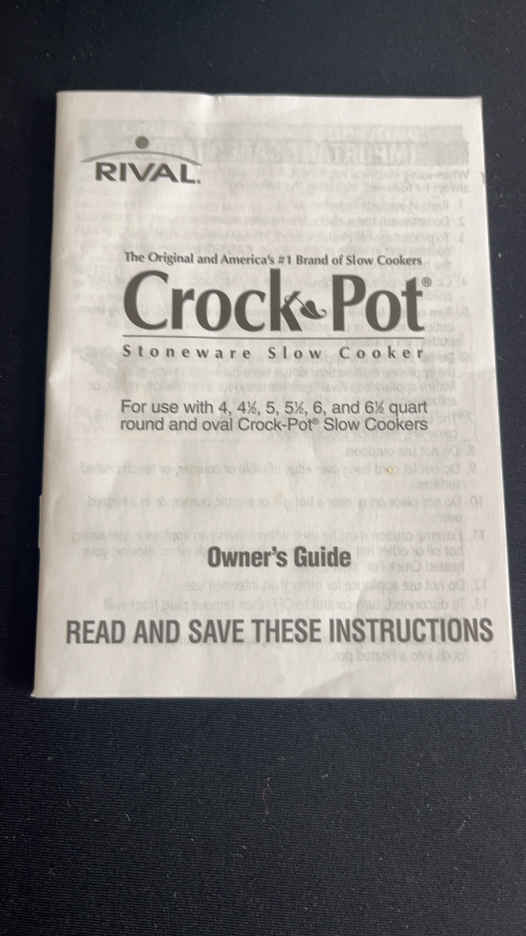 RIVAL.
The Original and America's #1 Brand of Slow Cookers
Crock-Pot®
Stoneware Slow Cooker
For use with 4, 4½, 5, 5½, 6, and 6½ quart
round and oval Crock-Pot® Slow Cookers
Owner's Guide
READ AND SAVE THESE INSTRUCTIONS